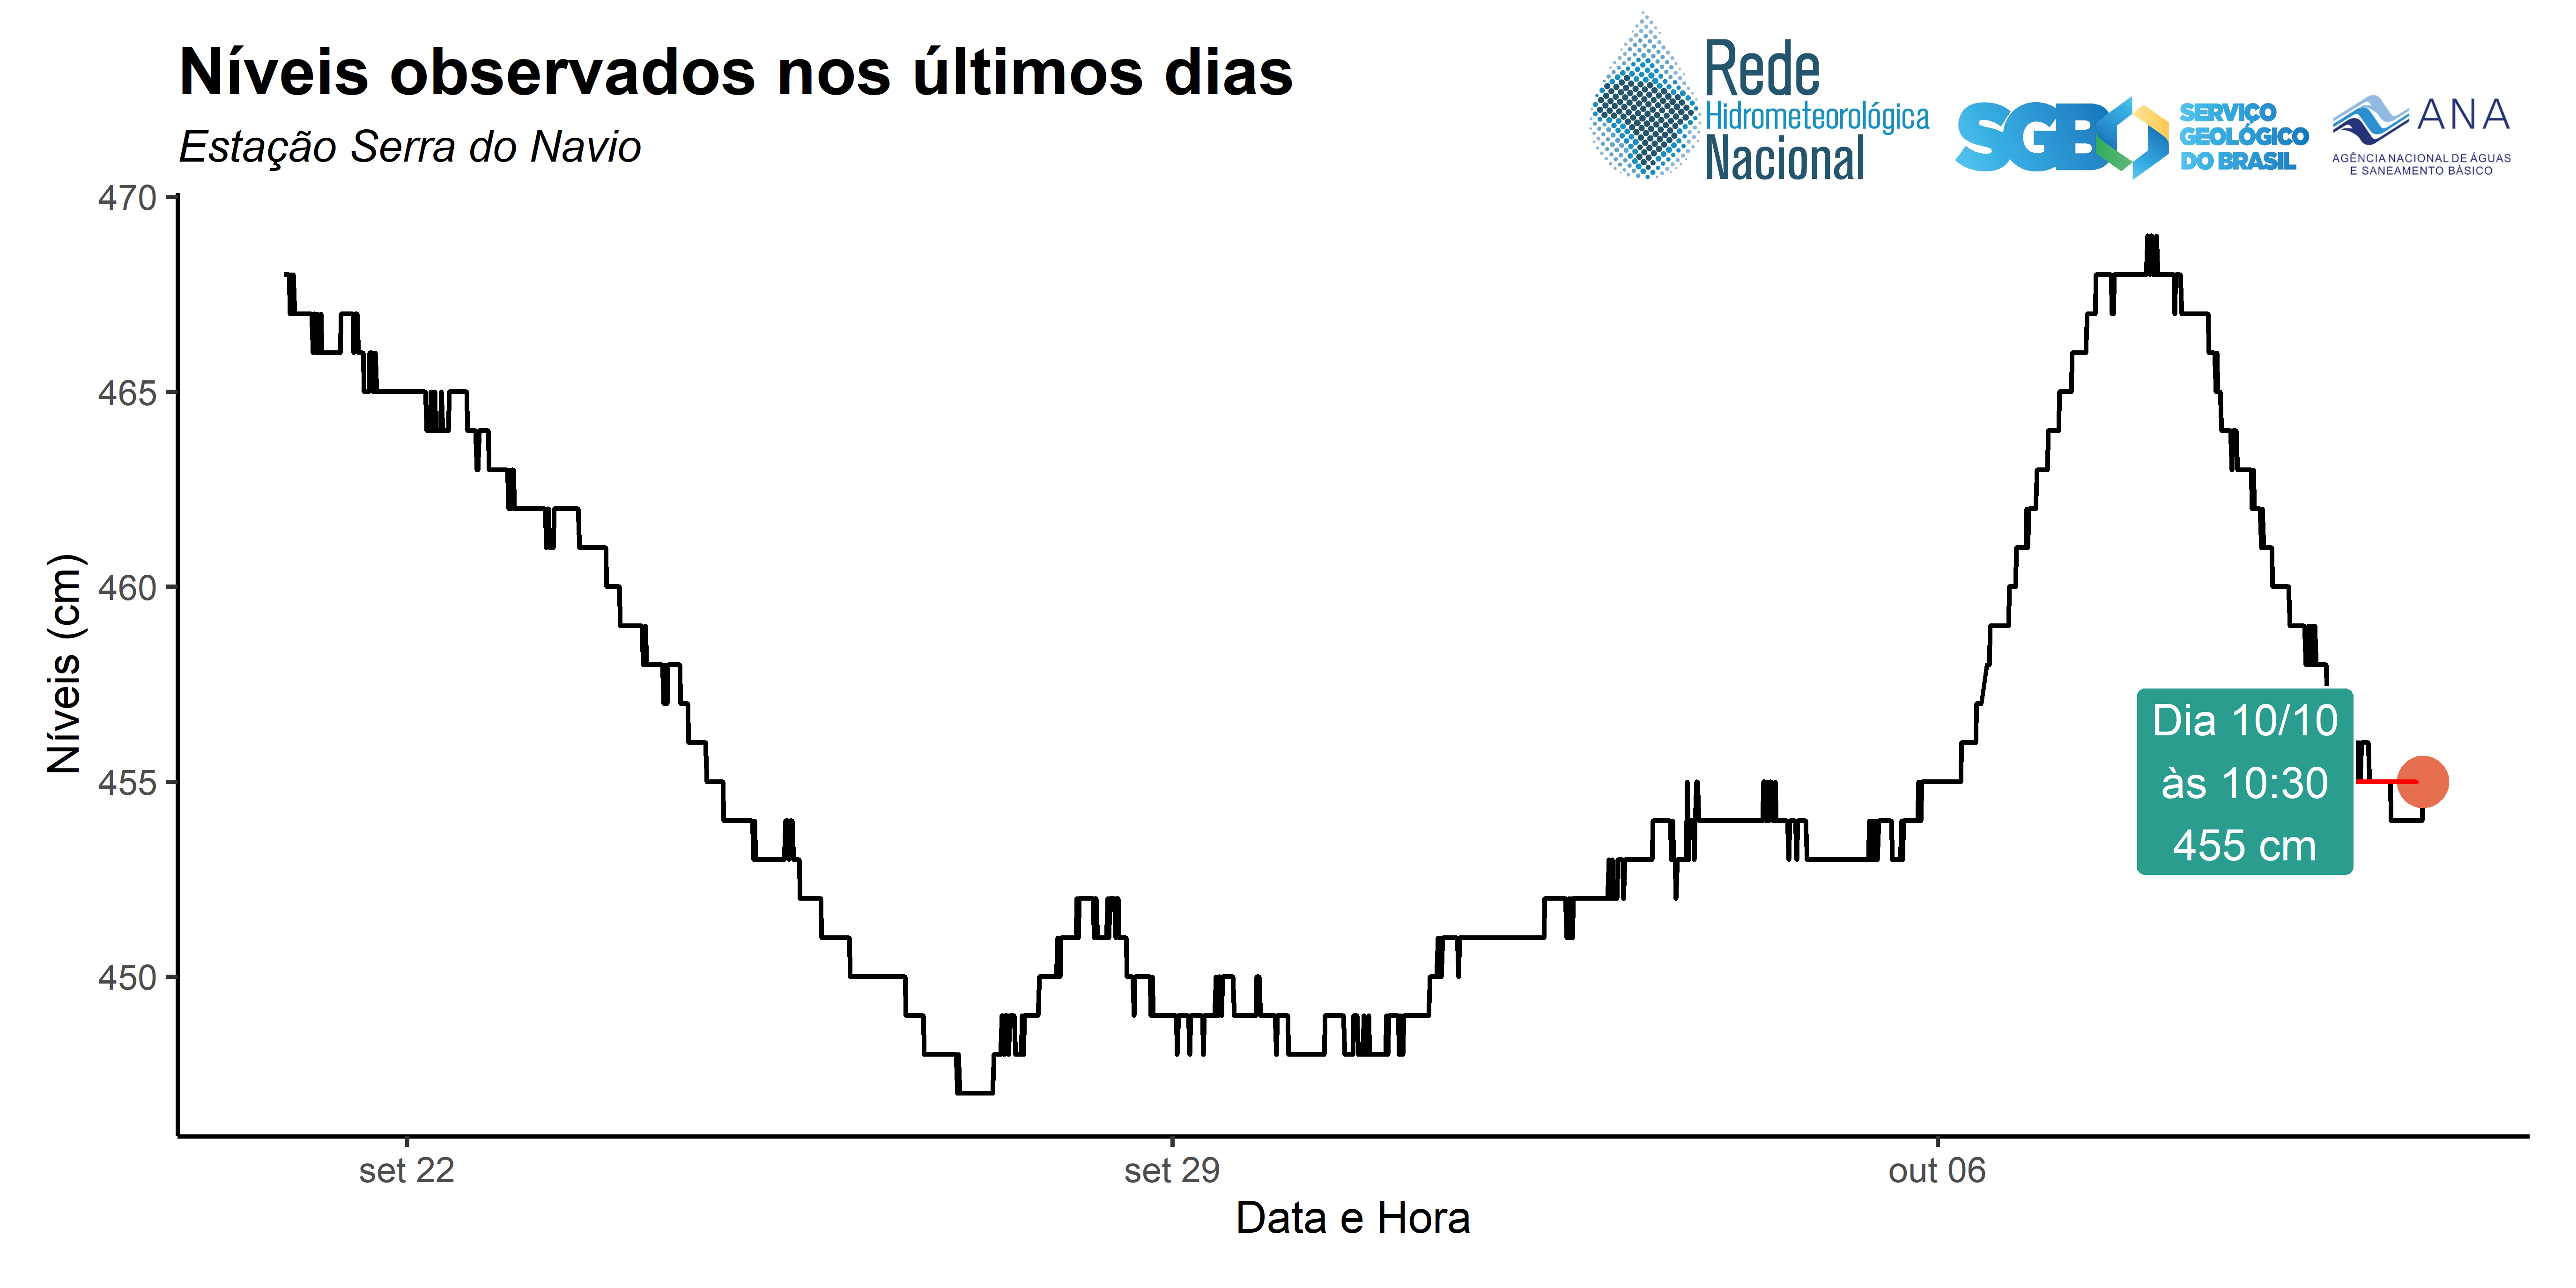 Níveis observados nos últimos dias
Estação Serra do Navio
Rede
Hidrometeorológica
Nacional
SGB
SERVIÇO
GEOLÓGICO
DO BRASIL
ANA
AGÊNCIA NACIONAL DE ÁGUAS
E SANEAMENTO BÁSICO
Níveis (cm)
470
465
460
455
450
Dia 10/10
às 10:30
455 cm
set 22
set 29
out 06
Data e Hora